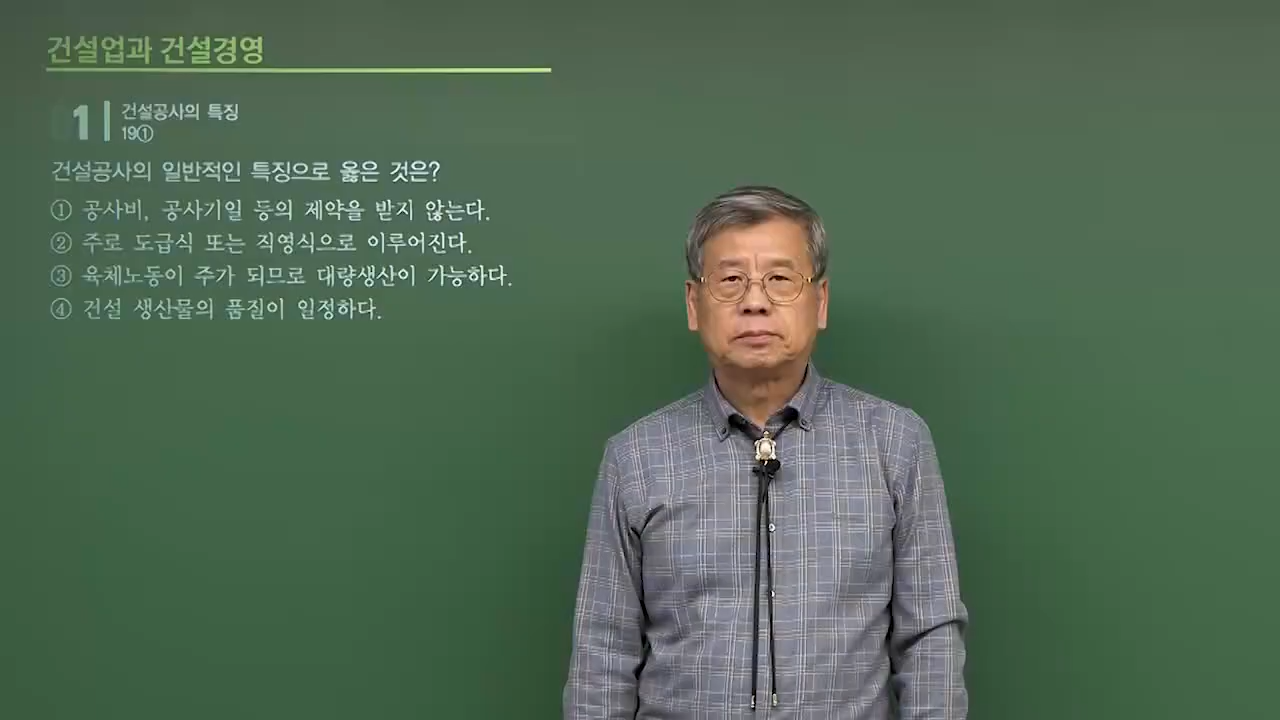 건설업과 건설경영
01
건설공사의 특징
19①
건설공사의 일반적인 특징으로 옳은 것은?
① 공사비, 공사기일 등의 제약을 받지 않는다.
② 주로 도급식 또는 직영식으로 이루어진다.
③ 육체노동이 주가 되므로 대량생산이 가능하다.
④ 건설 생산물의 품질이 일정하다.